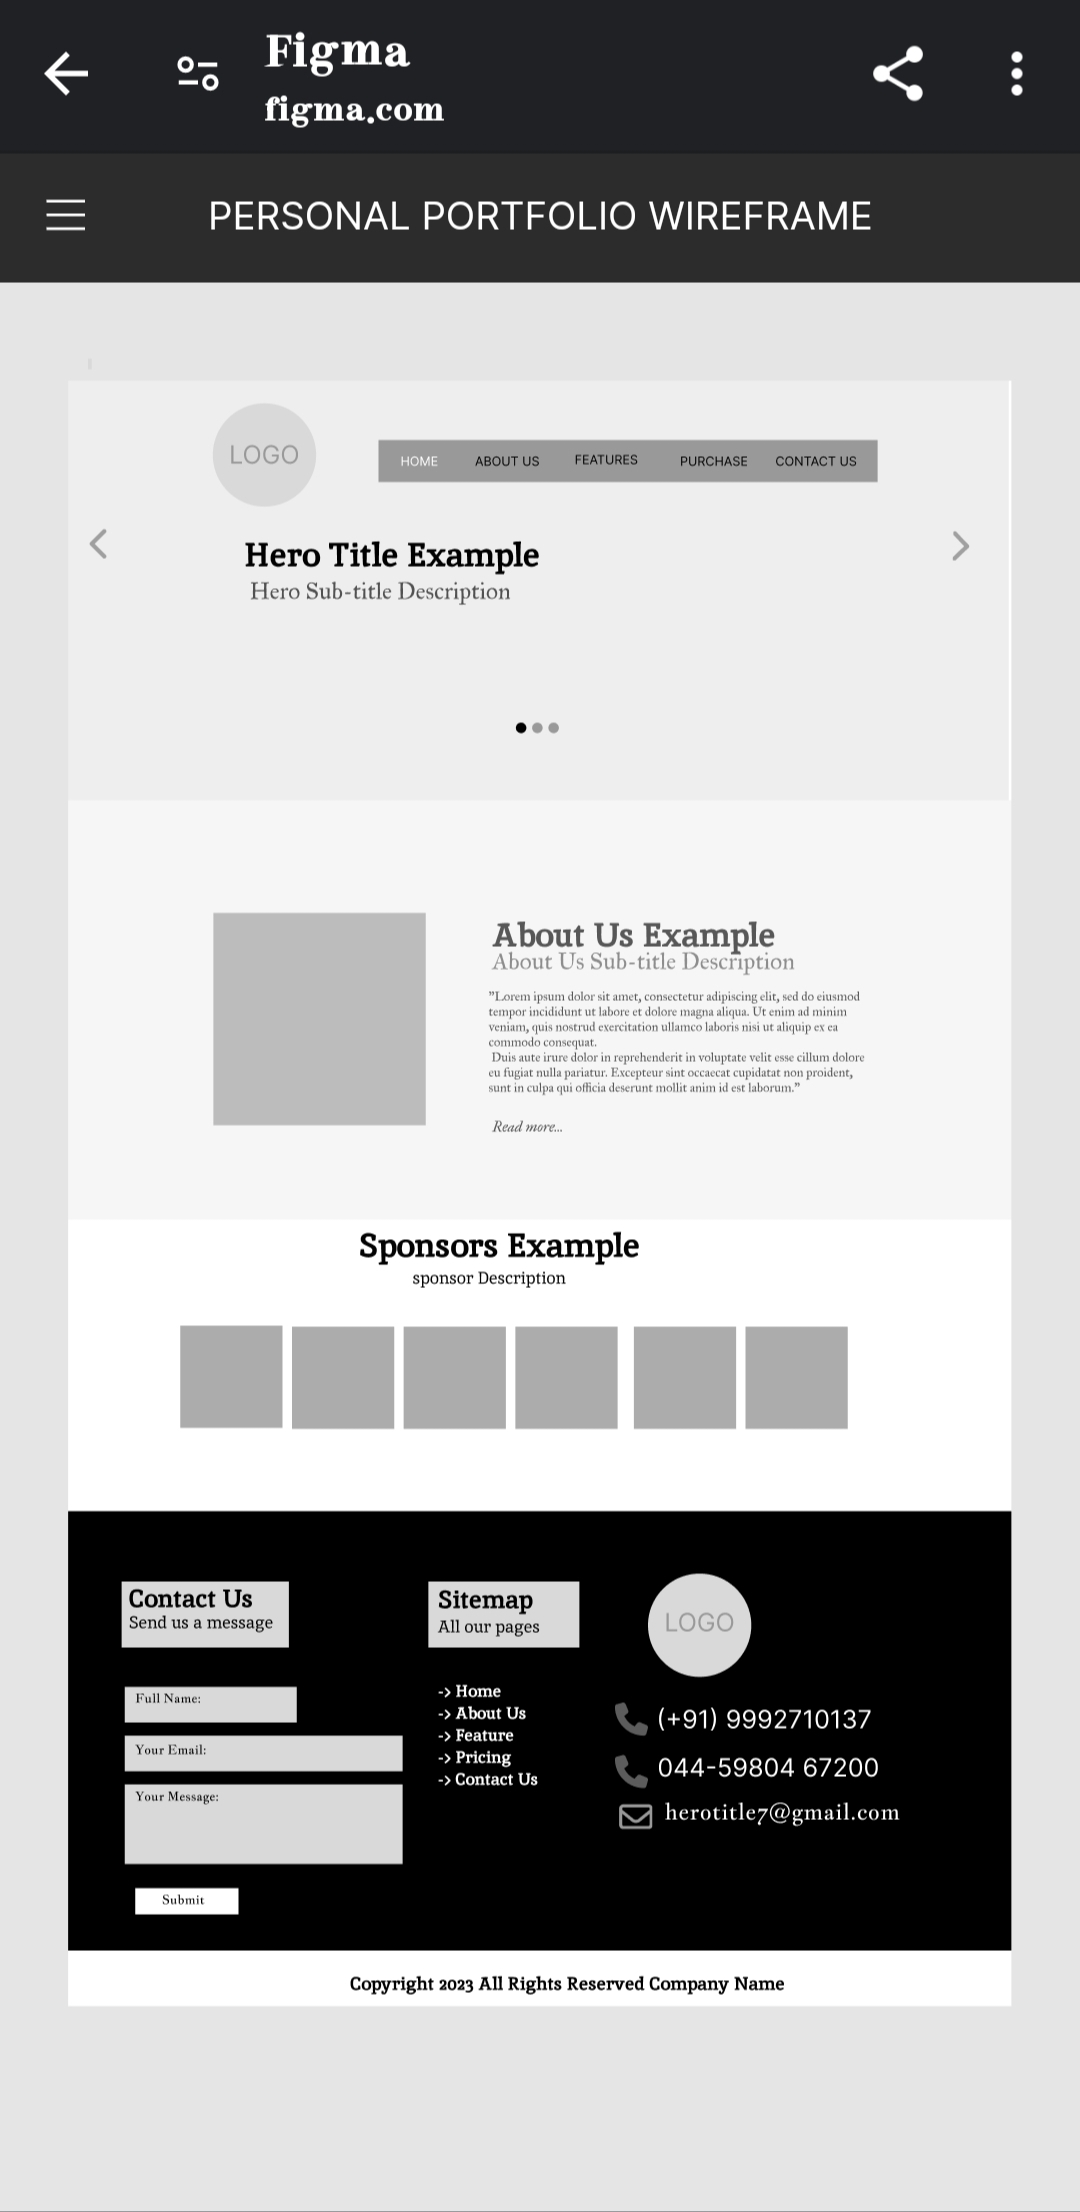 Figma
figma.com
PERSONAL PORTFOLIO WIREFRAME
LOGO
HOME ABOUT US FEATURES PURCHASE CONTACT US
Hero Title Example
Hero Sub-title Description
About Us Example
About Us Sub-title Description
"Lorem ipsum dolor sit amet, consectetur adipiscing elit, sed do eiusmod
tempor incididunt ut labore et dolore magna aliqua. Ut enim ad minim
veniam, quis nostrud exercitation ullamco laboris nisi ut aliquip ex ea
commodo consequat.
Duis aute irure dolor in reprehenderit in voluptate velit esse cillum dolore
eu fugiat nulla pariatur. Excepteur sint occaecat cupidatat non proident,
sunt in culpa qui officia deserunt mollit anim id est laborum."
Read more...
Sponsors Example
sponsor Description
Contact Us
Send us a message
Full Name:
Your Email:
Your Message:
Submit
Sitemap
All our pages
-> Home
-> About Us
-> Feature
-> Pricing
-> Contact Us
LOGO
(+91) 9992710137
044-59804 67200
herotitle7@gmail.com
Copyright 2023 All Rights Reserved Company Name